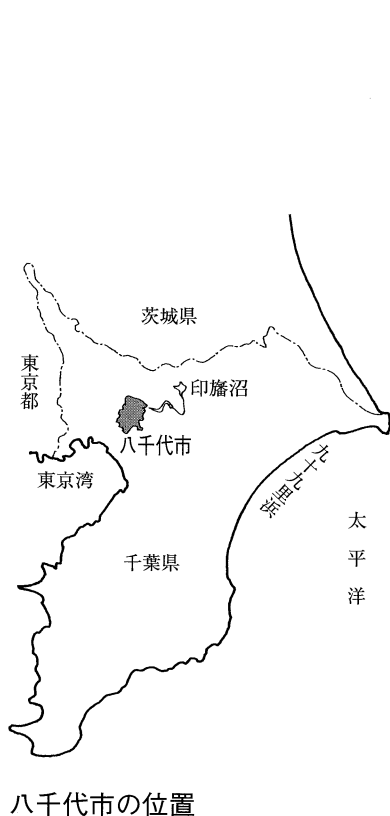 茨城県
東京都
印旛沼
八千代市
東京湾
九十九里浜
千葉県
太平洋
八千代市の位置